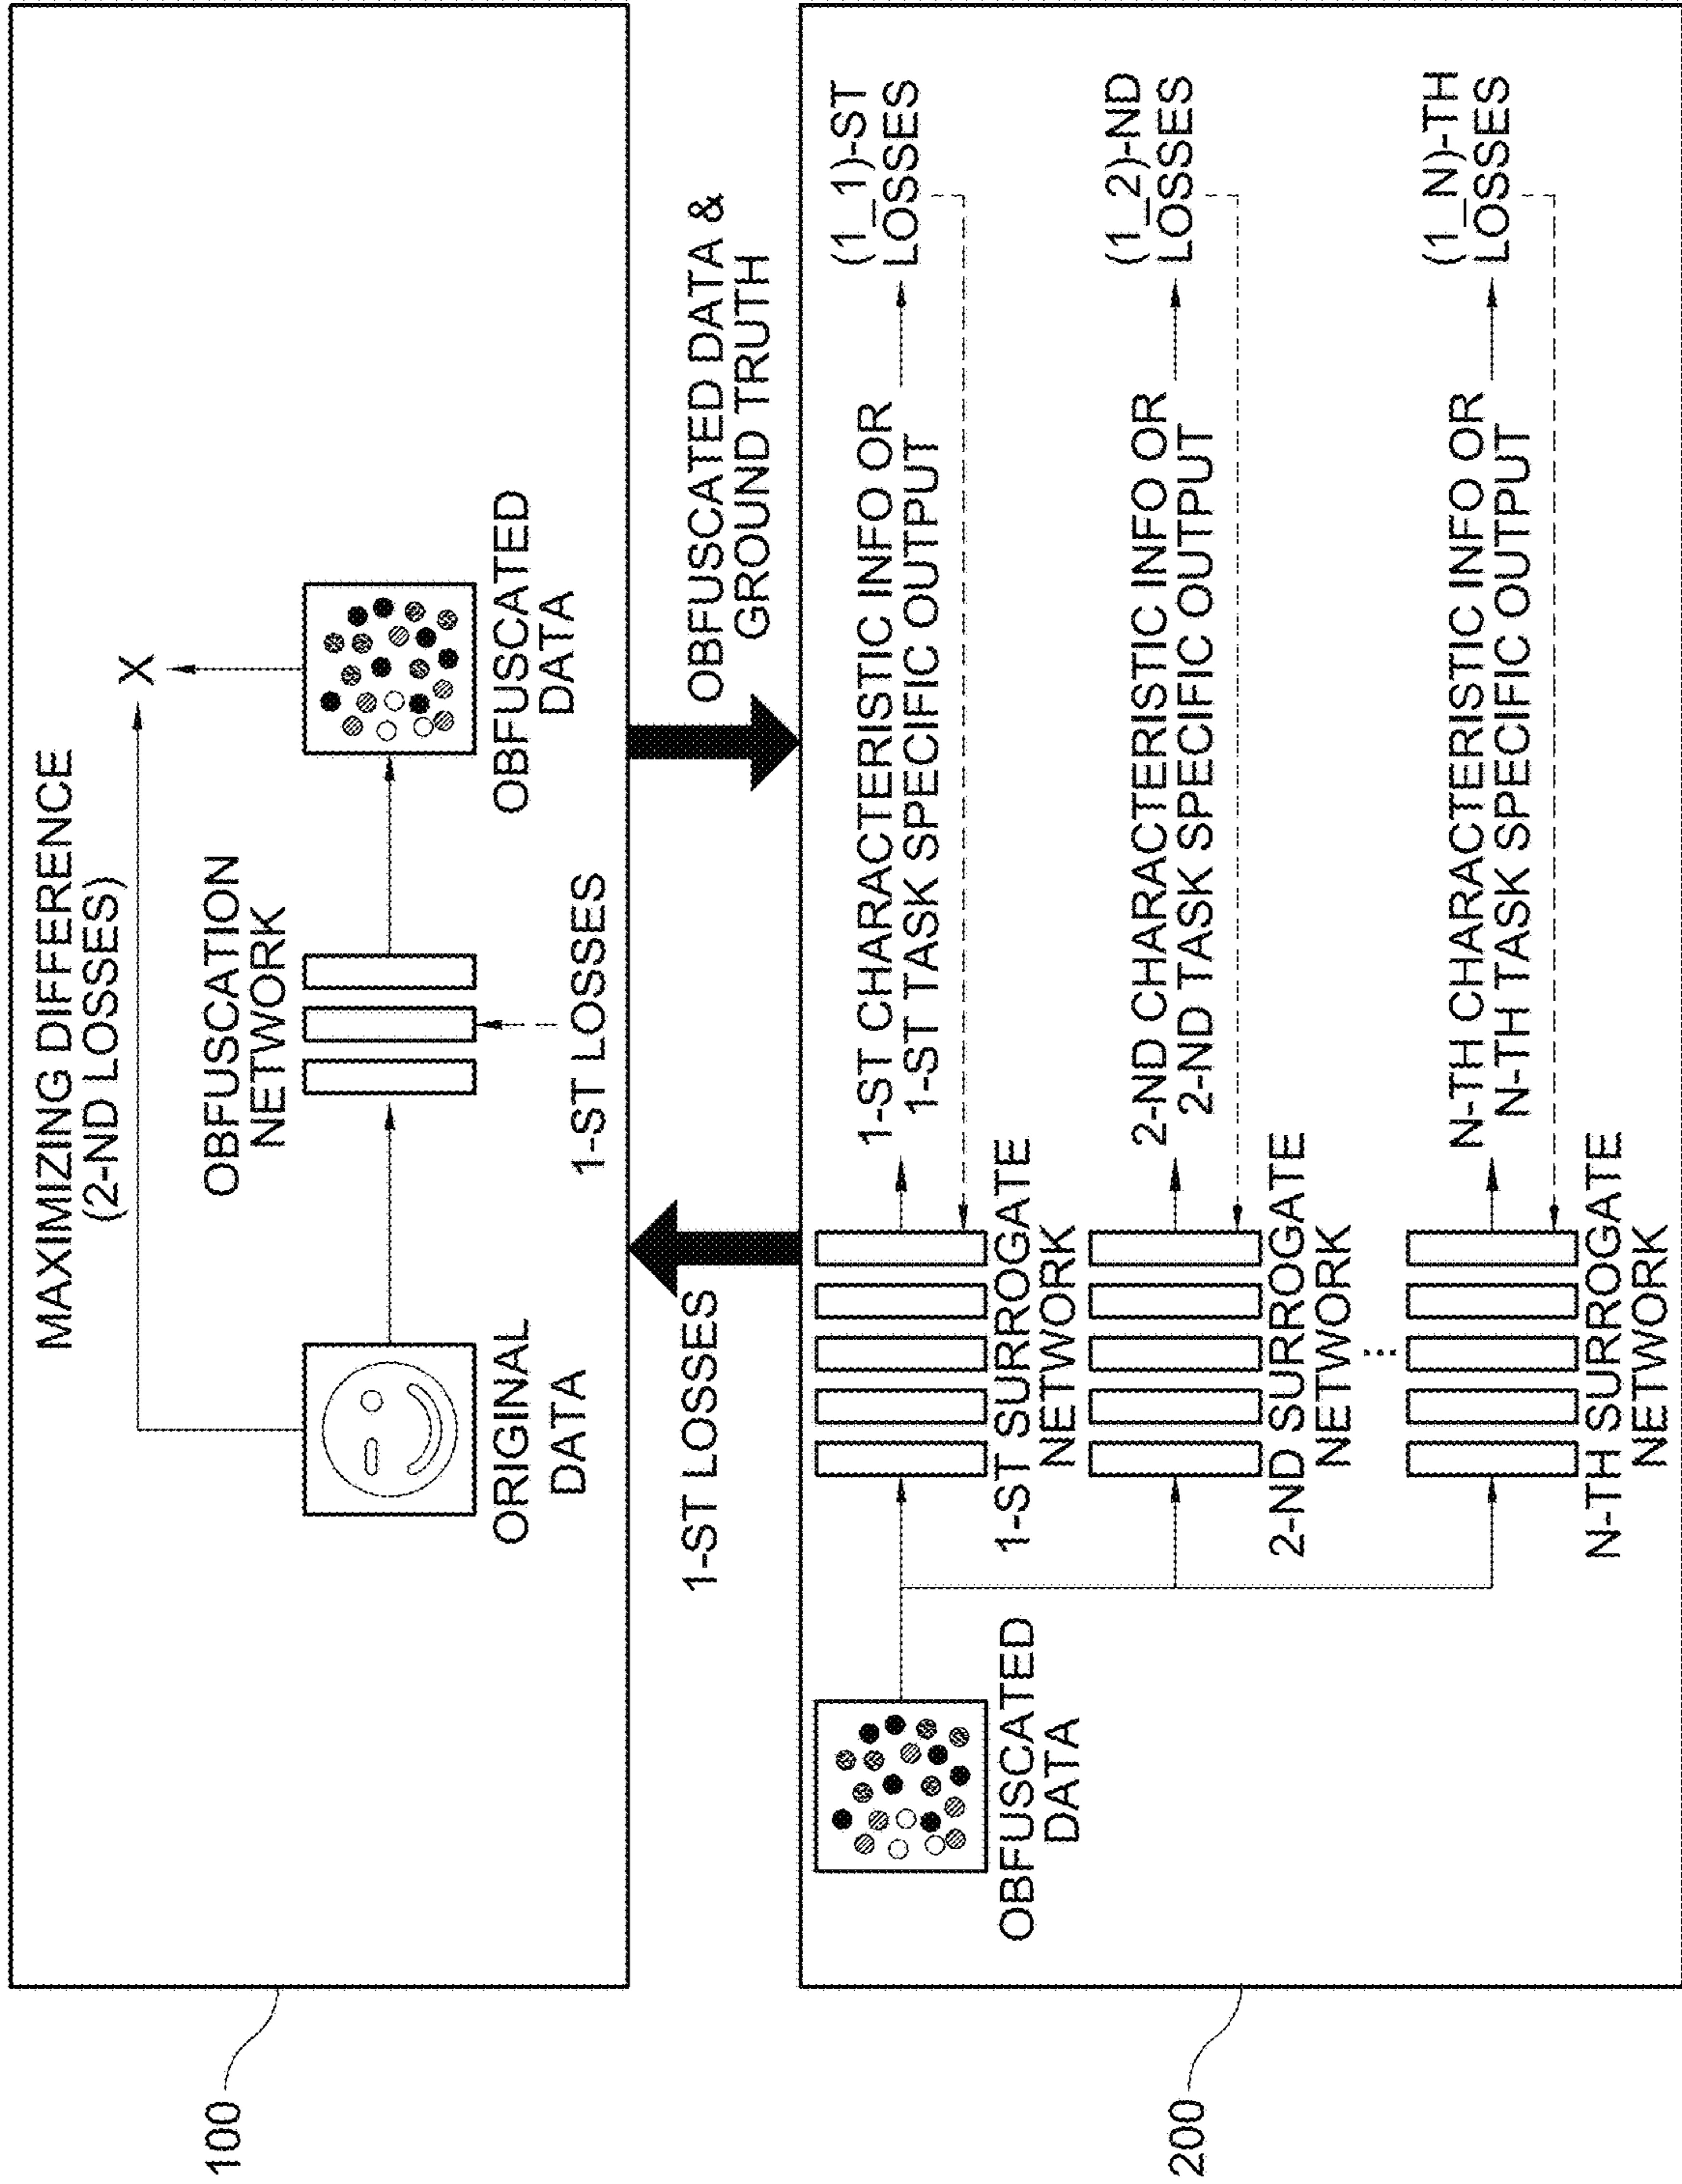 100
MAXIMIZING DIFFERENCE
(2-ND LOSSES)
X
OBFUSCATION
NETWORK
ORIGINAL
DATA
1-ST LOSSES
OBFUSCATED
DATA
1-ST LOSSES
OBFUSCATED DATA &
GROUND TRUTH
200
OBFUSCATED
DATA
1-ST SURROGATE
NETWORK
1-ST CHARACTERISTIC INFO OR
1-ST TASK SPECIFIC OUTPUT
(1_1)-ST
LOSSES
2-ND SURROGATE
NETWORK
2-ND CHARACTERISTIC INFO OR
2-ND TASK SPECIFIC OUTPUT
(1_2)-ND
LOSSES
...
N-TH SURROGATE
NETWORK
N-TH CHARACTERISTIC INFO OR
N-TH TASK SPECIFIC OUTPUT
(1_N)-TH
LOSSES